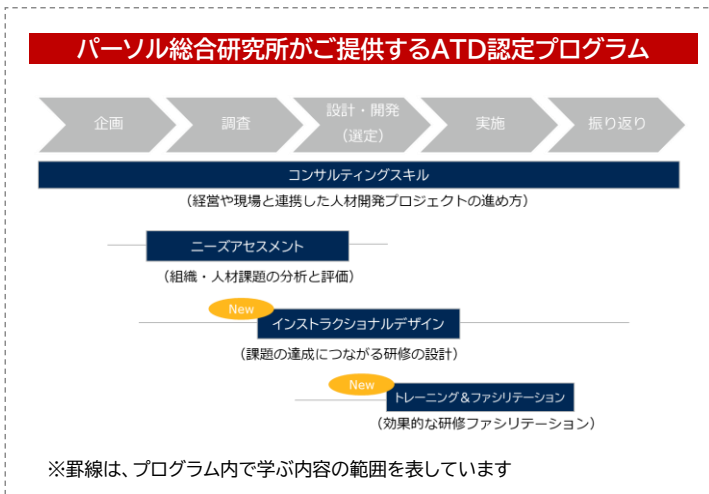 パーソル総合研究所がご提供するATD認定プログラム
企画
調査
設計・開発
(選定)
実施
振り返り
コンサルティングスキル
(経営や現場と連携した人材開発プロジェクトの進め方)
ニーズアセスメント
(組織・人材課題の分析と評価)
New
インストラクショナルデザイン
(課題の達成につながる研修の設計)
New
トレーニング&ファシリテーション
(効果的な研修ファシリテーション)
※罫線は、プログラム内で学ぶ内容の範囲を表しています